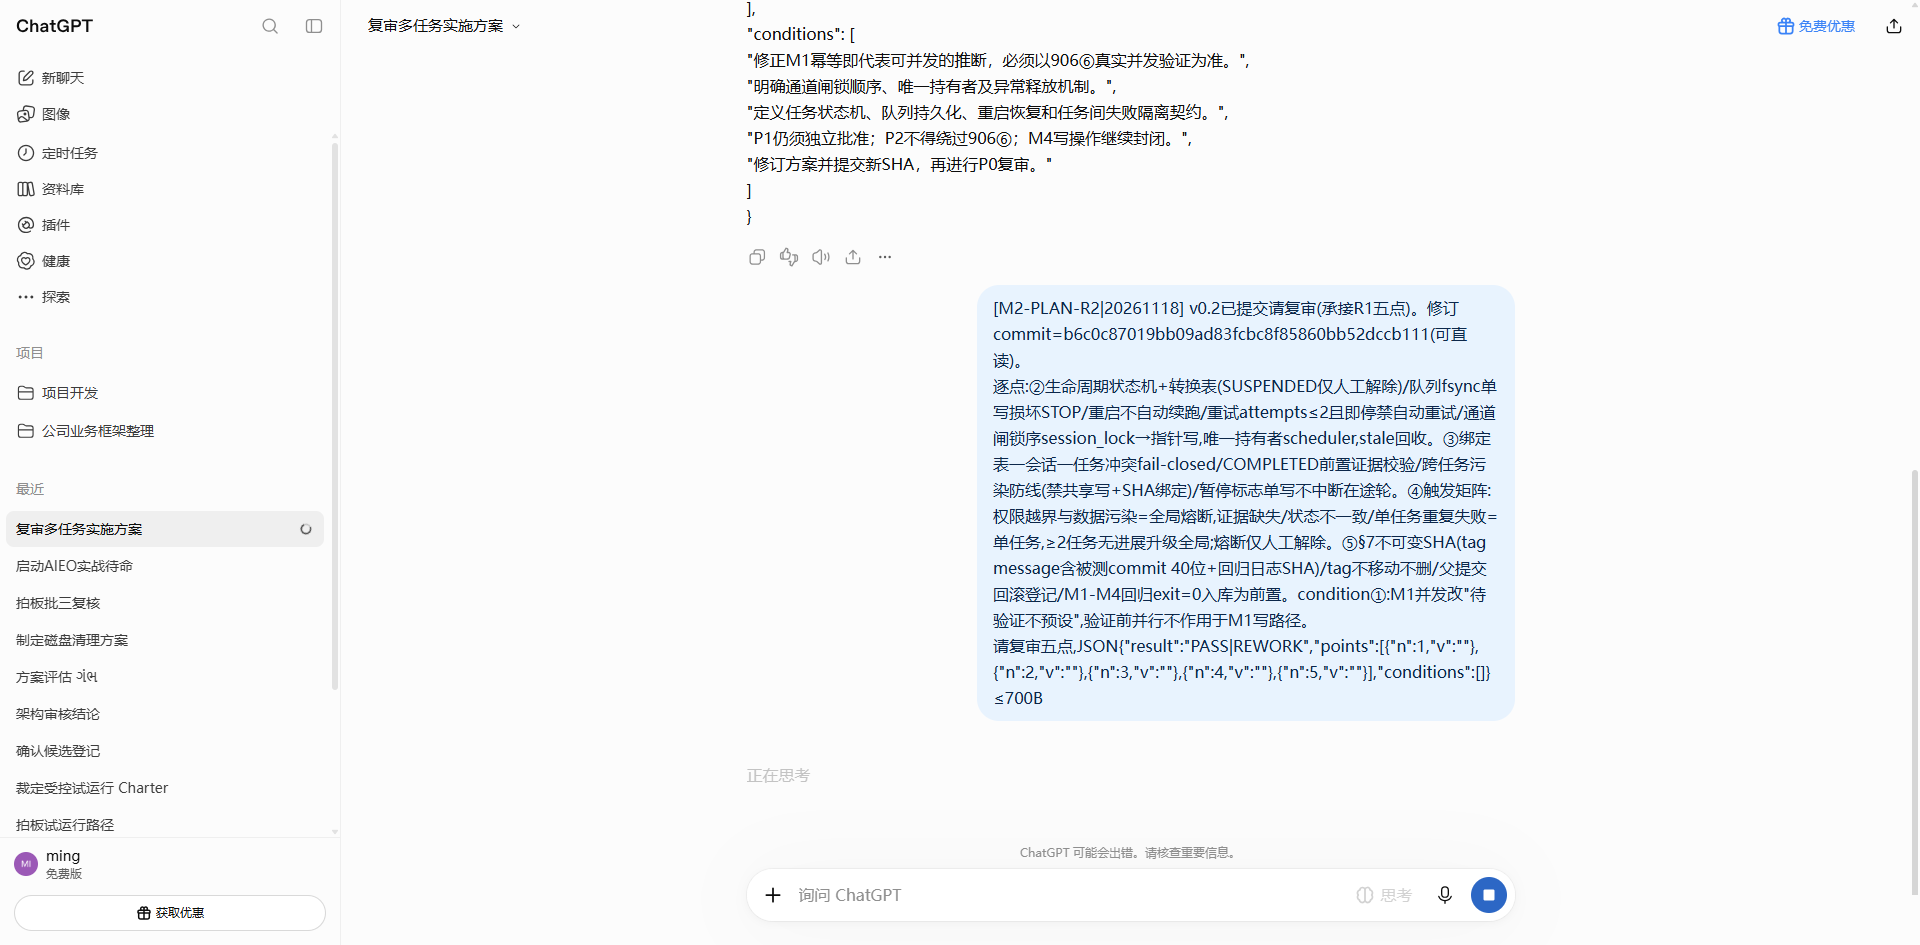 ChatGPT
新聊天
图像
定时任务
资料库
插件
健康
探索
项目
项目开发
公司业务框架整理
最近
复审多任务实施方案
启动AIEO实战待命
拍板批三复核
制定磁盘清理方案
方案评估
架构审核结论
确认候选登记
裁定受控试运行 Charter
拍板试运行路径
MI
ming
免费版
获取优惠
复审多任务实施方案
免费优惠
],
"conditions": [
"修正M1幂等即代表可并发的推断，必须以906⑥真实并发验证为准。",
"明确通道闸锁顺序、唯一持有者及异常释放机制。",
"定义任务状态机、队列持久化、重启恢复和任务间失败隔离契约。",
"P1仍须独立批准；P2不得绕过906⑥；M4写操作继续封闭。",
"修订方案并提交新SHA，再进行P0复审。"
]
}
[M2-PLAN-R2|20261118] v0.2已提交请复审(承接R1五点)。修订
commit=b6c0c87019bb09ad83fcbc8f85860bb52dccb111(可直
读)。
逐点:②生命周期状态机+转换表(SUSPENDED仅人工解除)/队列fsync单
写损坏STOP/重启不自动续跑/重试attempts≤2且即停禁自动重试/通道
闸锁序session_lock→指针写,唯一持有者scheduler,stale回收。③绑定
表一会话一任务冲突fail-closed/COMPLETED前置证据校验/跨任务污
染防线(禁共享写+SHA绑定)/暂停标志单写不中断在途轮。④触发矩阵:
权限越界与数据污染=全局熔断,证据缺失/状态不一致/单任务重复失败=
单任务,≥2任务无进展升级全局;熔断仅人工解除。⑤§7不可变SHA(tag
message含被测commit 40位+回归日志SHA)/tag不移动不删/父提交
回滚登记/M1-M4回归exit=0入库为前置。condition①:M1并发改"待
验证不预设",验证前并行不作用于M1写路径。
请复审五点,JSON{"result":"PASS|REWORK","points":[{"n":1,"v":""},
{"n":2,"v":""},{"n":3,"v":""},{"n":4,"v":""},{"n":5,"v":""}],"conditions":[]}
≤700B
正在思考
ChatGPT 可能会出错。请核查重要信息。
询问 ChatGPT
思考